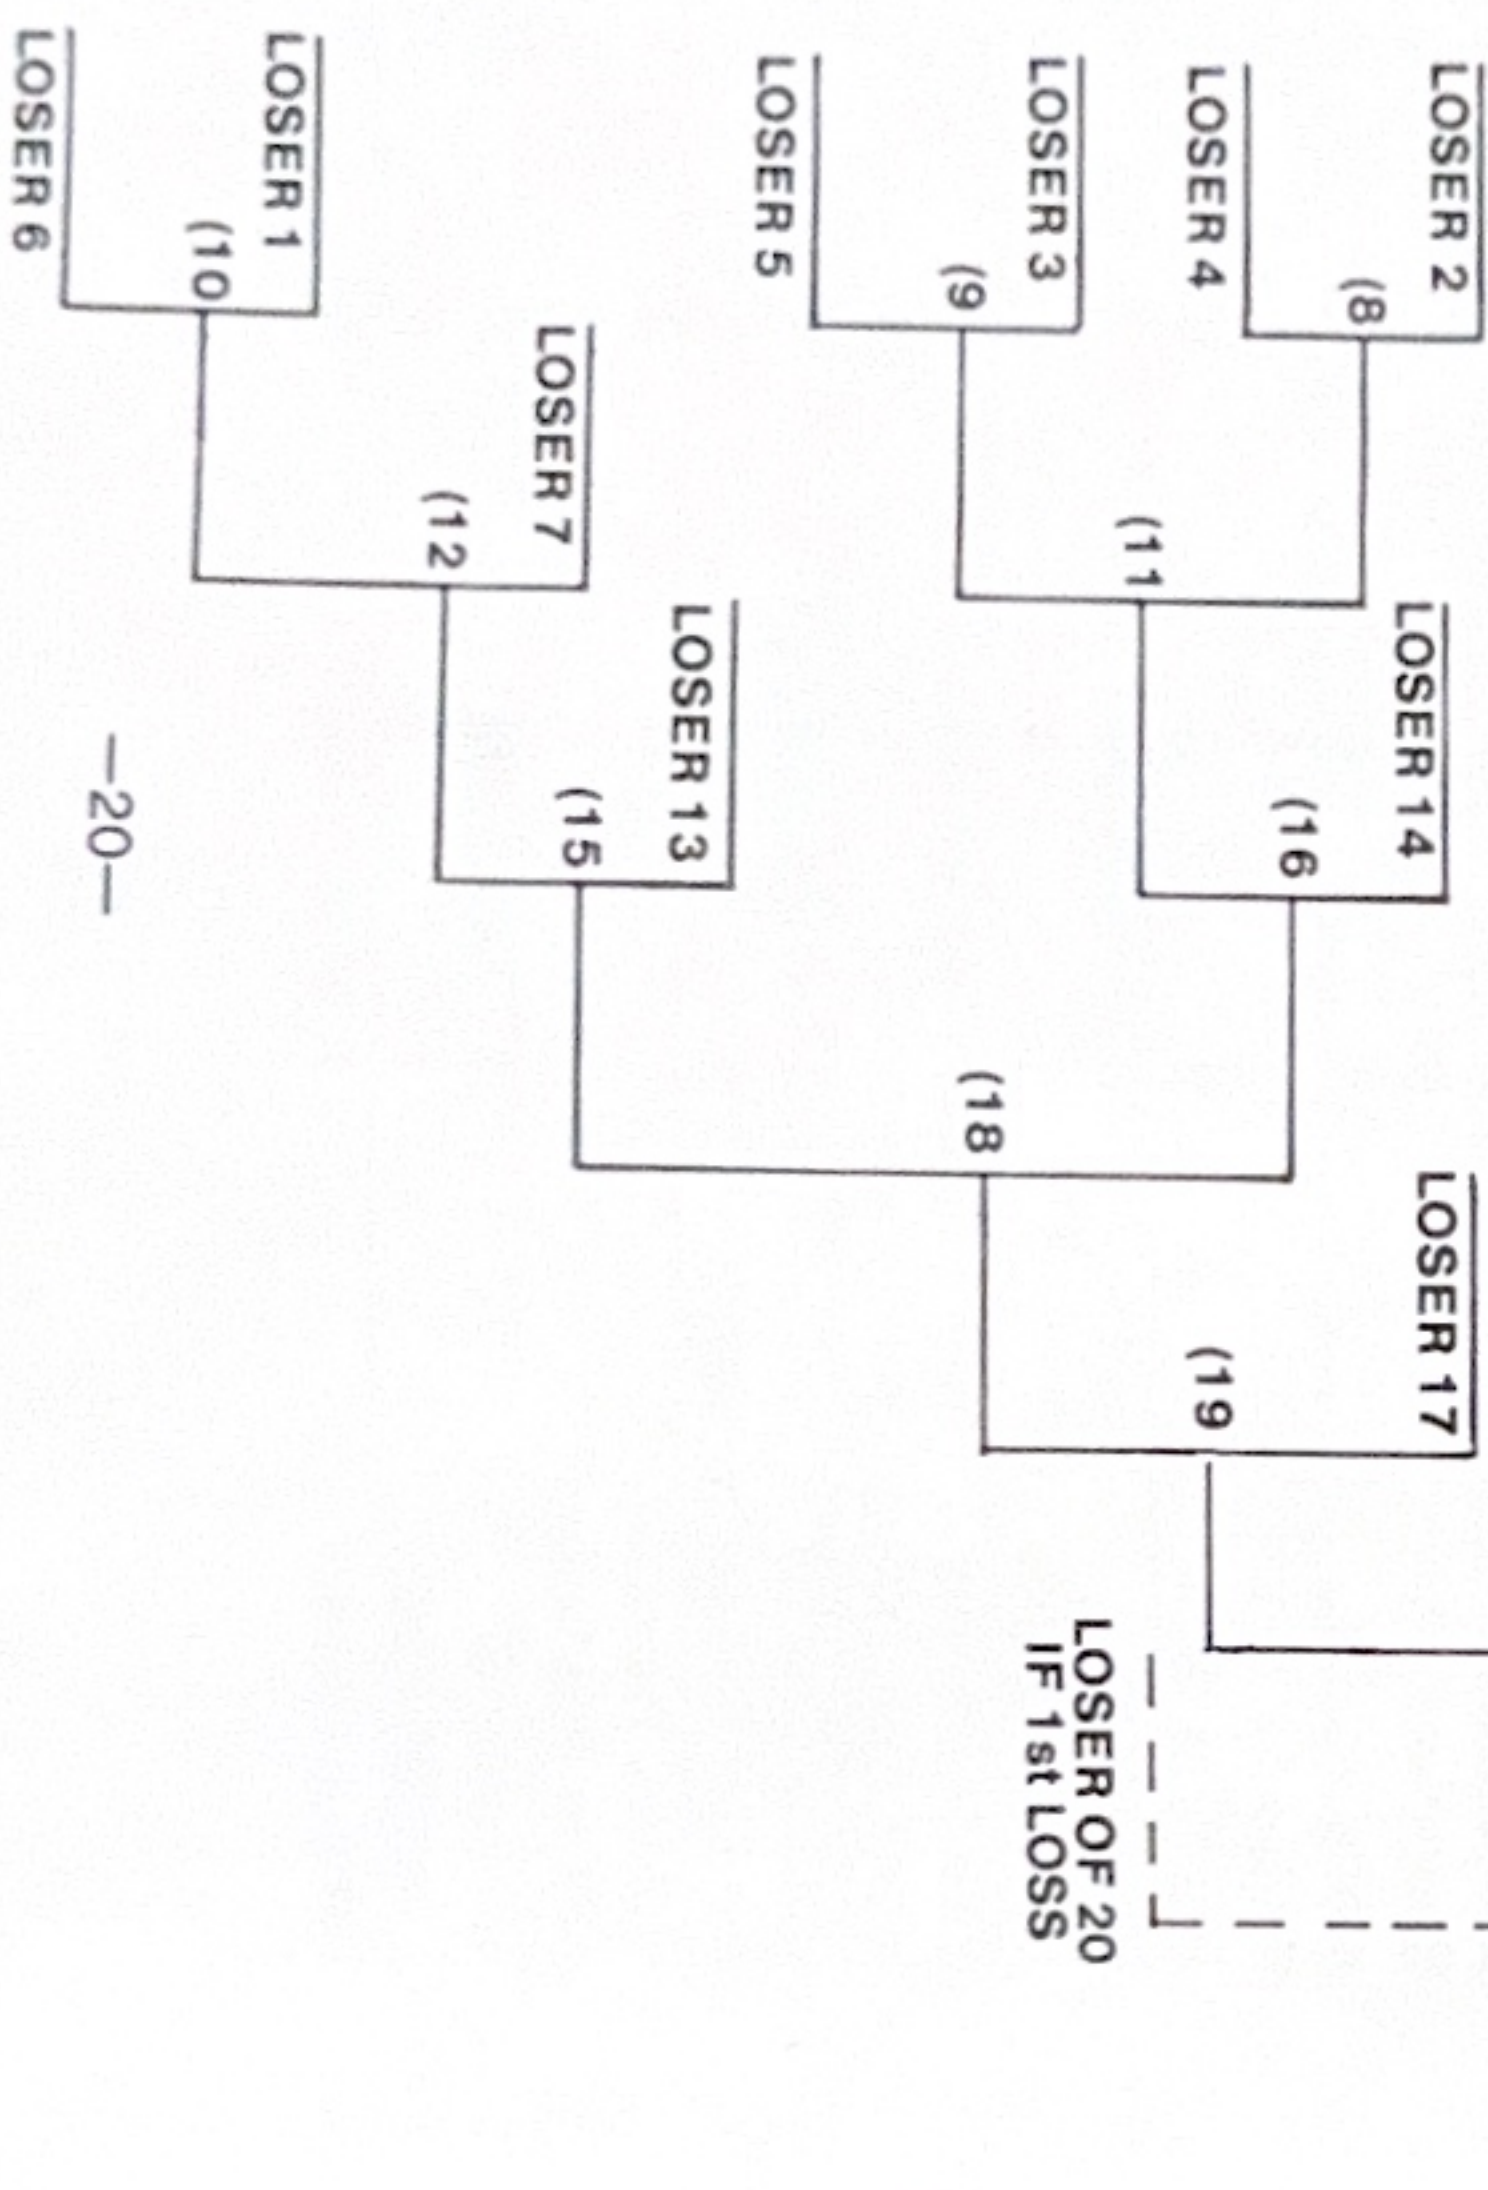 LOSER 2
(8
LOSER 4
LOSER 3
(9
LOSER 5
LOSER 1
(10
LOSER 6
LOSER 14
(11
LOSER 7
(12
(16
LOSER 13
(15
(18
LOSER 17
(19
LOSER OF 20
IF 1st LOSS
—20—